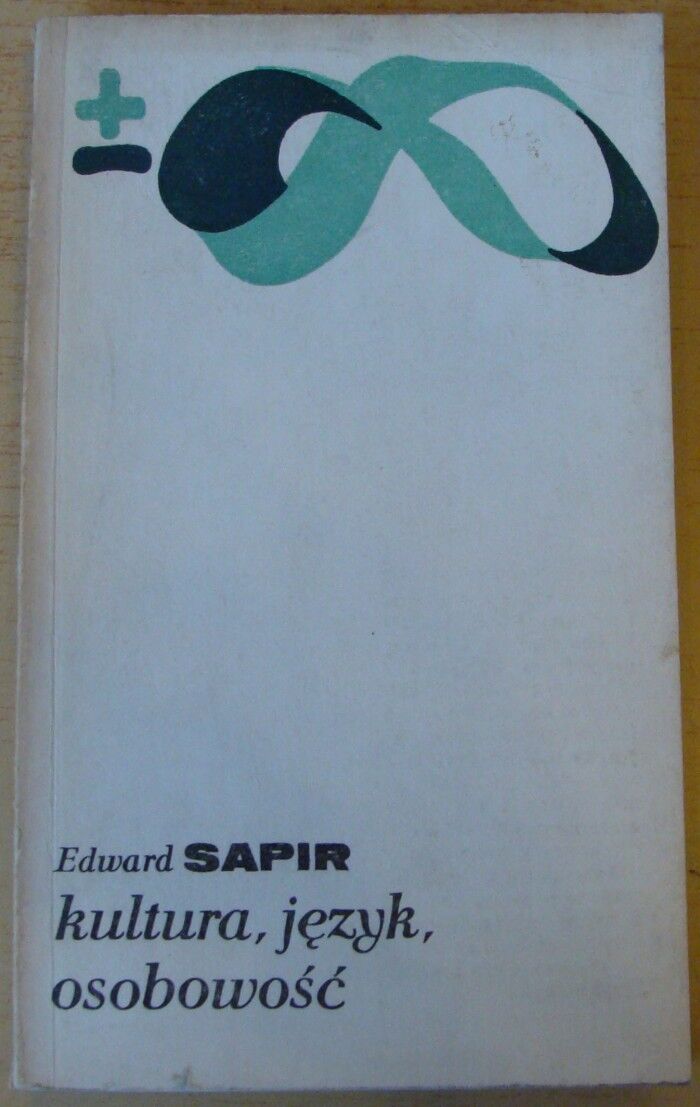 ±∞
Edward SAPIR
kultura, język,
osobowość